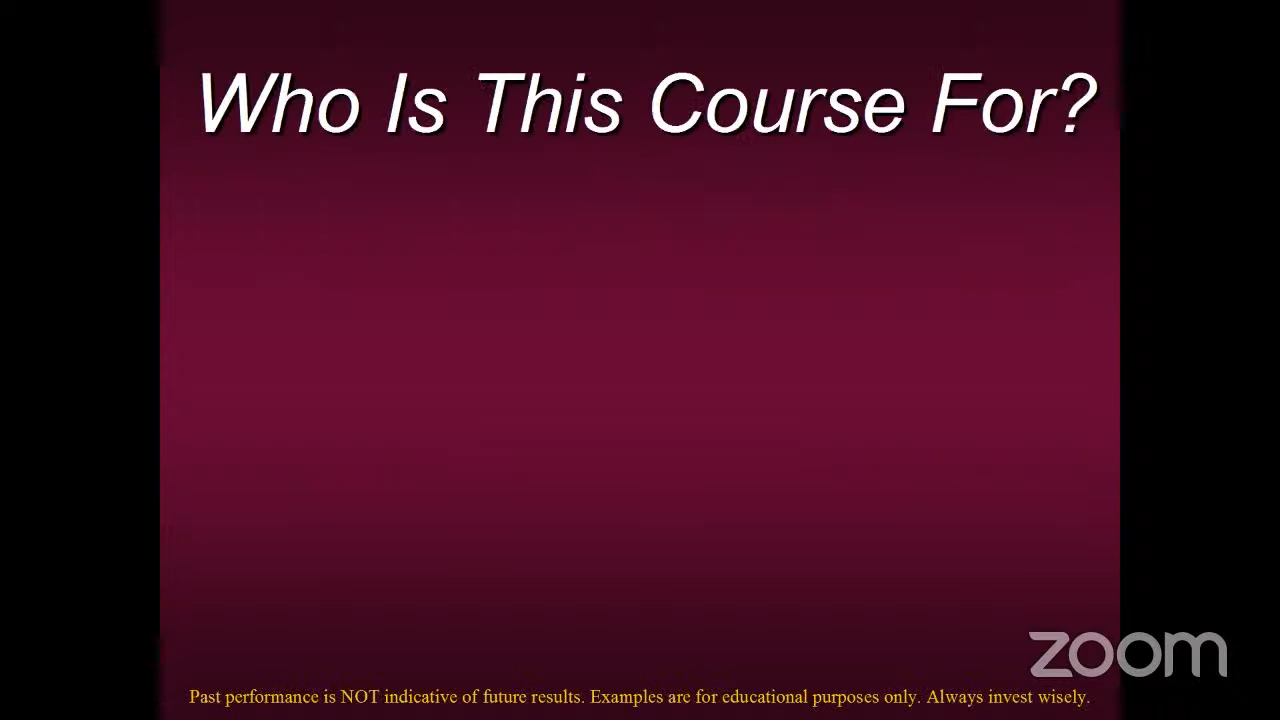 Who Is This Course For?
zoom
Past performance is NOT indicative of future results. Examples are for educational purposes only. Always invest wisely.